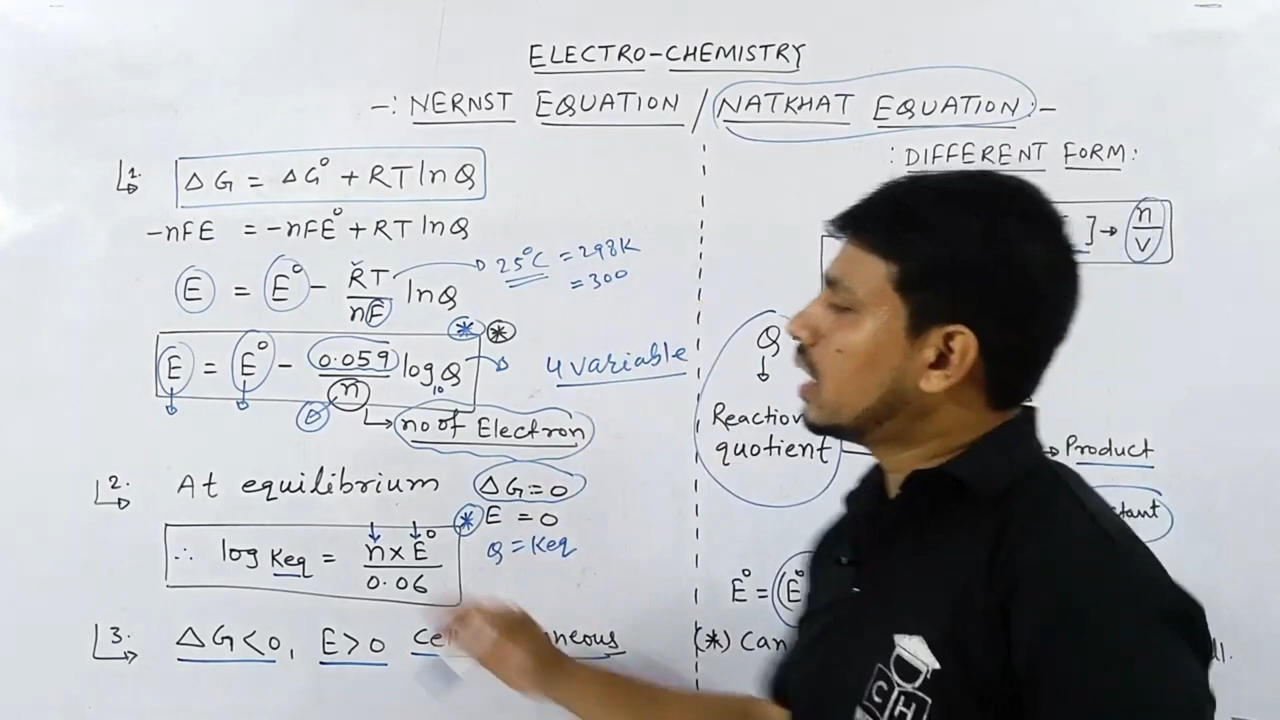 ELECTRO-CHEMISTRY
-: NERNST EQUATION / NATKHAT EQUATION :-
1. ΔG = ΔG° + RT ln Q
-nFE = -nFE° + RT ln Q
E = E° - RT/nF ln Q
25°C = 298K
= 300
E = E° - 0.059/n log₁₀ Q
4 variable
no of Electron
2. At equilibrium ΔG = 0
E = 0
Q = Keq
∴ log Keq = n × E°/0.06
3. ΔG < 0, E > 0
: DIFFERENT FORM :
[ ] → n/V
Q
Reaction
quotient
Product
E° = (E°
(*) Can
CH